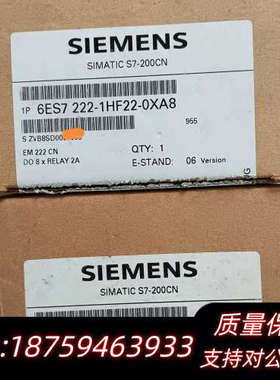 SIEMENS
SIMATIC S7-200CN
1P 6ES7 222-1HF22-0XA8
955
EM 222 CN
QTY: 1
DO 8 x RELAY 2A
E-STAND: 06 Version
SIEMENS
SIMATIC S7-200CN
质量保证
:18759463933
支持对公